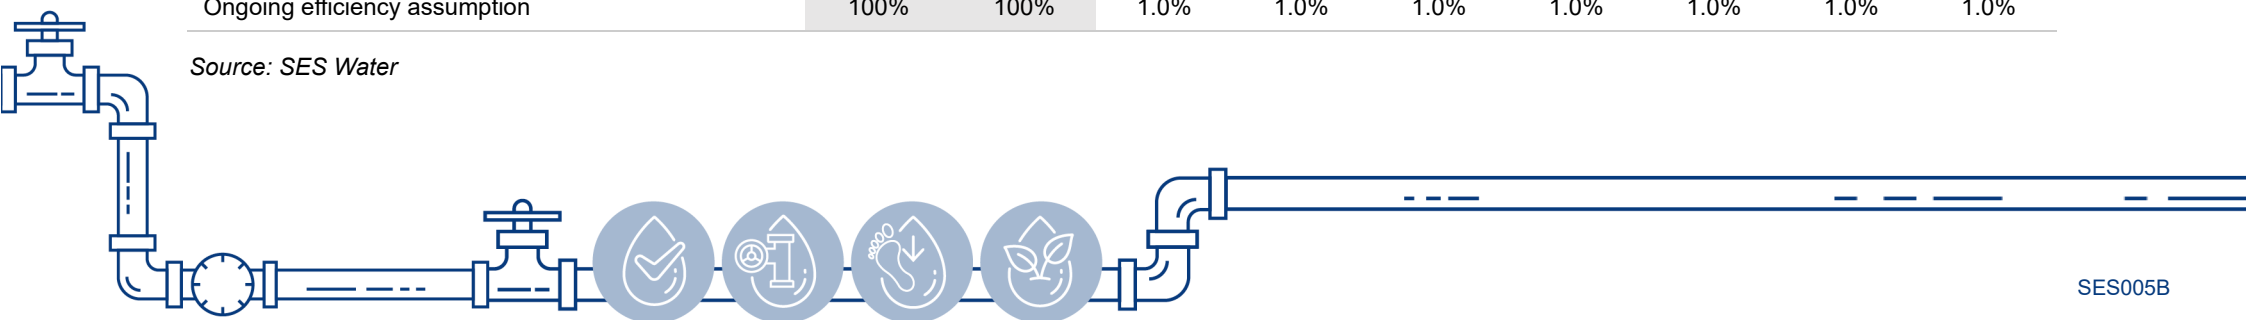 Ongoing efficiency assumption 100% 100% 1.0% 1.0% 1.0% 1.0% 1.0% 1.0% 1.0%
Source: SES Water
SES005B